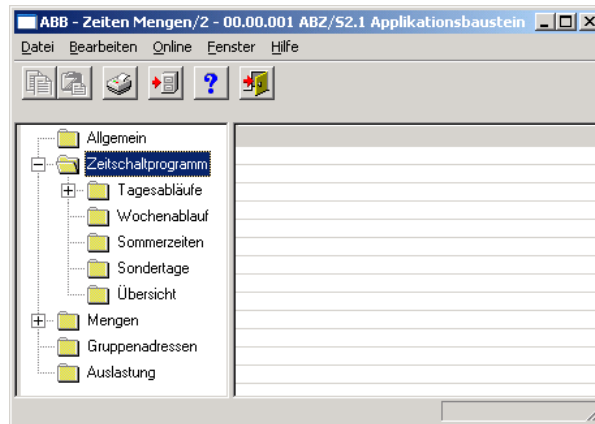 ABB - Zeiten Mengen/2 - 00.00.001 ABZ/S2.1 Applikationsbaustein
Datei Bearbeiten Online Fenster Hilfe
Allgemein
Zeitschaltprogramm
Tagesabläufe
Wochenablauf
Sommerzeiten
Sondertage
Übersicht
Mengen
Gruppenadressen
Auslastung